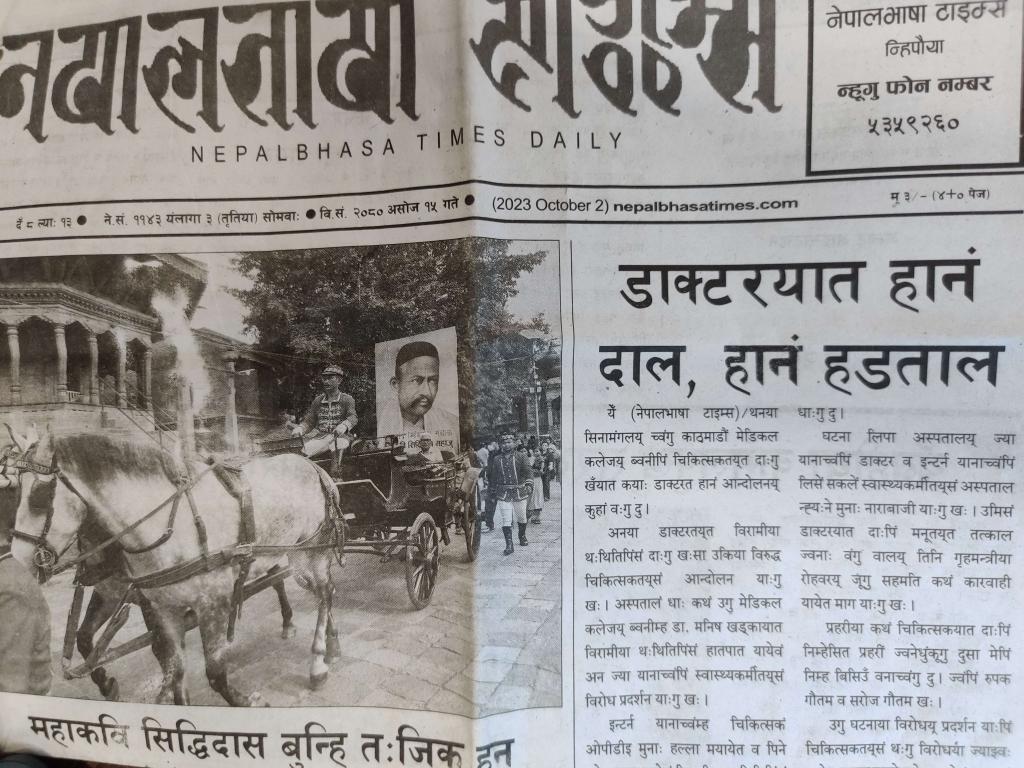 नेपालभाषा टाइम्स
NEPALBHASA TIMES DAILY
नेपालभाषा टाइम्स
न्हिपौया
न्हूगु फोन नम्बर
५३५९२६०
दँ ८ ल्याः १३ ● ने.सं. ११४३ यंलागा ३ (तृतिया) सोमबाः ● वि.सं. २०८० असोज १५ गते ● (2023 October 2) nepalbhasatimes.com
मू ३/- (४+० पेज)
डाक्टरयात हानं
दाल, हानं हडताल
यें (नेपालभाषा टाइम्स)/थनया
सिनामंगलय् च्वंगु काठमाडौं मेडिकल
कलेजय् ब्वनीपिं चिकित्सकतय्त दाःगु
खँयात कयाः डाक्टरत हानं आन्दोलनय्
कुहां वःगु दु।
अनया डाक्टरतय्त विरामीया
थःथितिपिंसं दाःगु खःसा उकिया विरुद्ध
चिकित्सकतय्सं आन्दोलन याःगु
खः। अस्पतालं धाः कथं उगु मेडिकल
कलेजय् ब्वनीम्ह डा. मनिष खड्कायात
विरामीया थःथितिपिंसं हातपात यायेवं
अन ज्या यानाच्वंपिं स्वास्थ्यकर्मीतय्सं
विरोध प्रदर्शन याःगु खः।
इन्टर्न यानाच्वंम्ह चिकित्सकं
ओपीडीइ मुनाः हल्ला मयायेत व पिने
धाःगु दु।
घटना लिपा अस्पतालय् ज्या
यानाच्वंपिं डाक्टर व इन्टर्न यानाच्वंपिं
लिसें सकलें स्वास्थ्यकर्मीतय्सं अस्पताल
न्ह्यःने मुनाः नाराबाजी याःगु खः। उमिसं
डाक्टरयात दाःपिं मनूतय्त तत्काल
ज्वनाः वंगु वालय् तिनि गृहमन्त्रीया
रोहवरय् जूंगु सहमति कथं कारवाही
यायेत माग याःगु खः।
प्रहरीया कथं चिकित्सकयात दाःपिं
निम्हेसित प्रहरीं ज्वनेधुंकूगु दुसा मेपिं
निम्ह बिसिउँ वनाच्वंगु दु। ज्वंपिं रुपक
गौतम व सरोज गौतम खः।
उगु घटनाया विरोधय् प्रदर्शन याःपिं
चिकित्सकतय्सं थःगु विरोधया ज्याझ्वः
महाकवि सिद्धिदास बुन्हि तःजिक हन